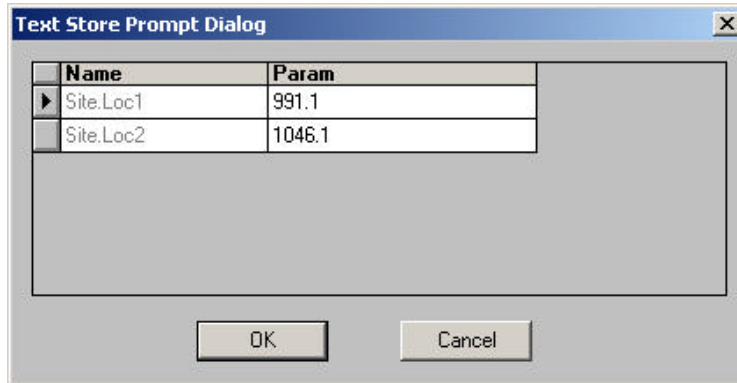 Text Store Prompt Dialog
Name Param
Site.Loc1 991.1
Site.Loc2 1046.1
OK Cancel